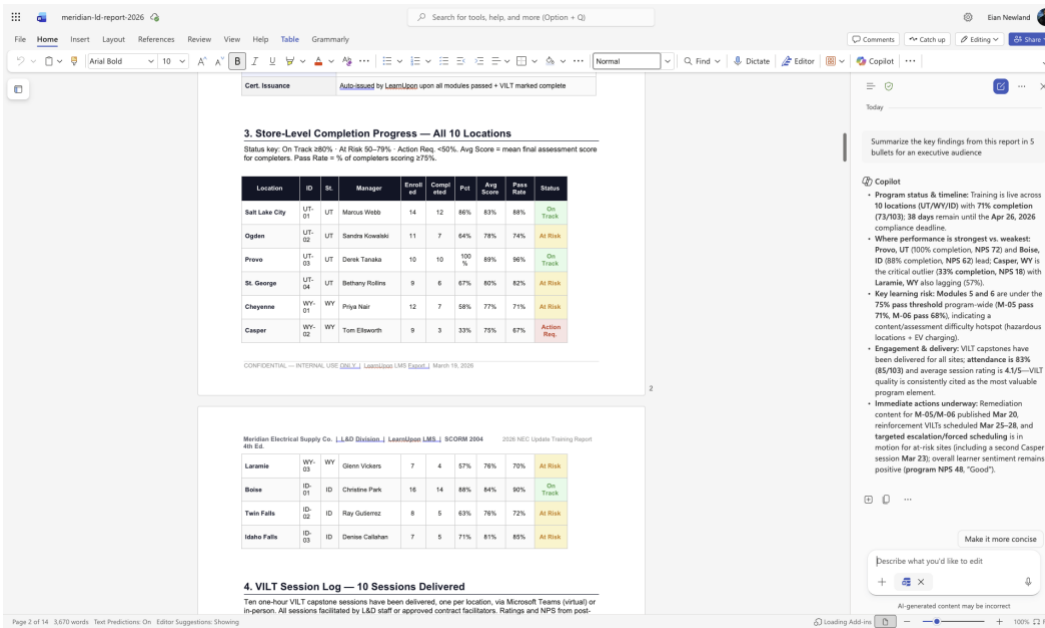 meridian-ld-report-2026
Search for tools, help, and more (Option + Q)
Eian Newland
File Home Insert Layout References Review View Help Table Grammarly
Comments Catch up Editing Share
Arial Bold 10 B I U Normal Find Dictate Editor Copilot
Cert. Issuance Auto-issued by LearnUpon upon all modules passed + VILT marked complete
3. Store-Level Completion Progress — All 10 Locations
Status key: On Track ≥80% · At Risk 50–79% · Action Req. <50%. Avg Score = mean final assessment score
for completers. Pass Rate = % of completers scoring ≥75%.
Location ID St. Manager Enroll ed Compl eted Pct Avg Score Pass Rate Status
Salt Lake City UT-01 UT Marcus Webb 14 12 86% 83% 88% On Track
Ogden UT-02 UT Sandra Kowalski 11 7 64% 78% 74% At Risk
Provo UT-03 UT Derek Tanaka 10 10 100 % 89% 96% On Track
St. George UT-04 UT Bethany Rollins 9 6 67% 80% 82% At Risk
Cheyenne WY-01 WY Priya Nair 12 7 58% 77% 71% At Risk
Casper WY-02 WY Tom Ellsworth 9 3 33% 75% 67% Action Req.
CONFIDENTIAL — INTERNAL USE ONLY | LearnUpon LMS Export | March 19, 2026
2
Meridian Electrical Supply Co. | L&D Division | LearnUpon LMS | SCORM 2004
4th Ed.
2026 NEC Update Training Report
Laramie WY-03 WY Glenn Vickers 7 4 57% 76% 70% At Risk
Boise ID-01 ID Christine Park 16 14 88% 84% 90% On Track
Twin Falls ID-02 ID Ray Gutierrez 8 5 63% 76% 72% At Risk
Idaho Falls ID-03 ID Denise Callahan 7 5 71% 81% 85% At Risk
4. VILT Session Log — 10 Sessions Delivered
Ten one-hour VILT capstone sessions have been delivered, one per location, via Microsoft Teams (virtual) or
in-person. All sessions facilitated by L&D staff or approved contract facilitators. Ratings and NPS from post-
Today
Summarize the key findings from this report in 5
bullets for an executive audience
Copilot
• Program status & timeline: Training is live across
10 locations (UT/WY/ID) with 71% completion
(73/103); 38 days remain until the Apr 26, 2026
compliance deadline.
• Where performance is strongest vs. weakest:
Provo, UT (100% completion, NPS 72) and Boise,
ID (88% completion, NPS 62) lead; Casper, WY is
the critical outlier (33% completion, NPS 18) with
Laramie, WY also lagging (57%).
• Key learning risk: Modules 5 and 6 are under the
75% pass threshold program-wide (M-05 pass
71%, M-06 pass 68%), indicating a
content/assessment difficulty hotspot (hazardous
locations + EV charging).
• Engagement & delivery: VILT capstones have
been delivered for all sites; attendance is 83%
(85/103) and average session rating is 4.1/5—VILT
quality is consistently cited as the most valuable
program element.
• Immediate actions underway: Remediation
content for M-05/M-06 published Mar 20,
reinforcement VILTs scheduled Mar 25–28, and
targeted escalation/forced scheduling is in
motion for at-risk sites (including a second Casper
session Mar 23); overall learner sentiment remains
positive (program NPS 48, "Good").
Make it more concise
Describe what you'd like to edit
AI-generated content may be incorrect
Page 2 of 14 3,670 words Text Predictions: On Editor Suggestions: Showing
Loading Add-ins 100%